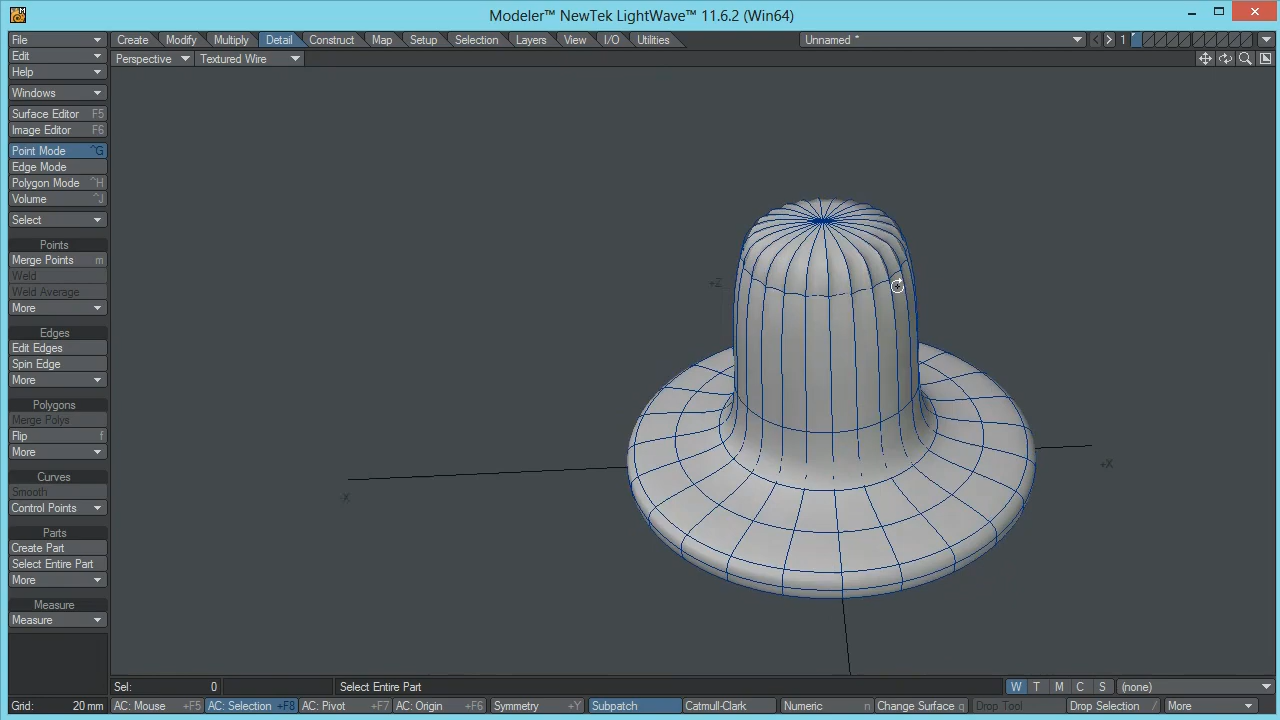 Modeler™ NewTek LightWave™ 11.6.2 (Win64)
File Create Modify Multiply Detail Construct Map Setup Selection Layers View I/O Utilities Unnamed * < > 1
Edit Perspective Textured Wire
Help
Windows
Surface Editor F5
Image Editor F6
Point Mode ^G
Edge Mode
Polygon Mode ^H
Volume ^J
Select
Points
Merge Points m
Weld
Weld Average
More
Edges
Edit Edges
Spin Edge
More
Polygons
Merge Polys
Flip f
More
Curves
Smooth
Control Points
Parts
Create Part
Select Entire Part
More
Measure
Measure
+Z
+X
-X
Sel: 0 Select Entire Part W T M C S (none)
Grid: 20 mm AC: Mouse +F5 AC: Selection +F8 AC: Pivot +F7 AC: Origin +F6 Symmetry +Y Subpatch Catmull-Clark Numeric n Change Surface q Drop Tool Drop Selection / More